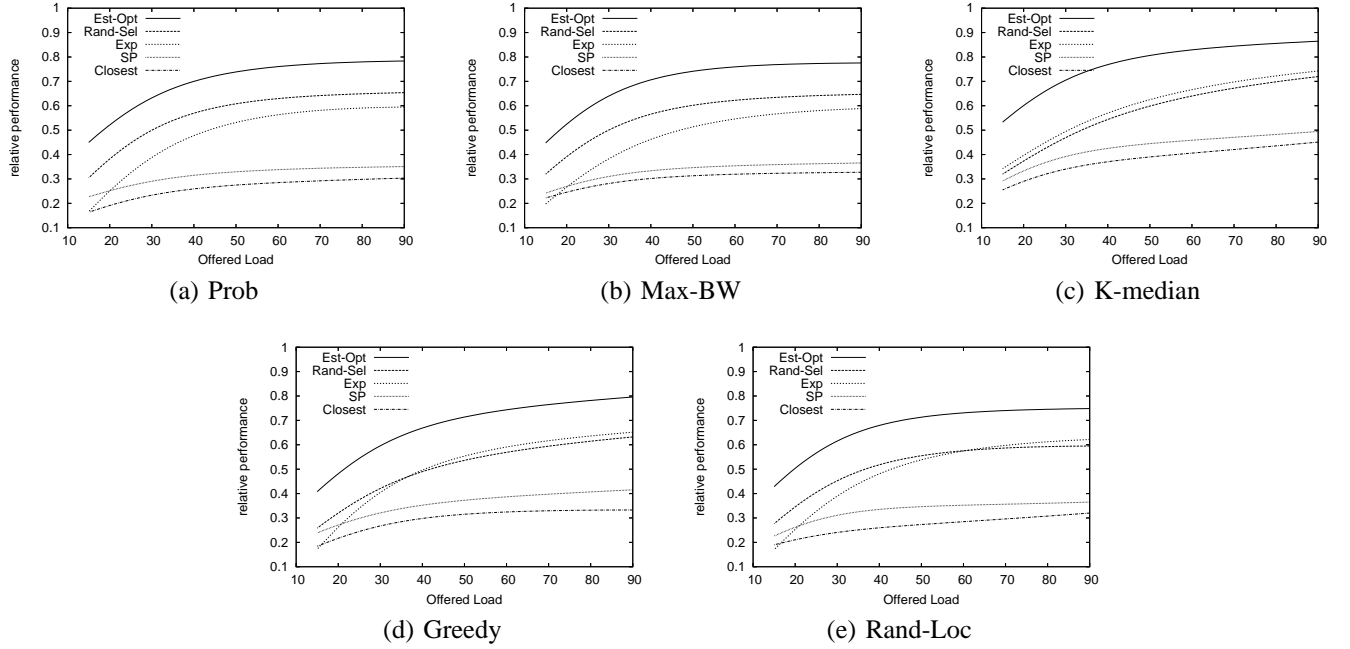 1
0.9
0.8
0.7
0.6
0.5
0.4
0.3
0.2
0.1
relative performance
Est-Opt
Rand-Sel
Exp
SP
Closest
10 20 30 40 50 60 70 80 90
Offered Load
(a) Prob
1
0.9
0.8
0.7
0.6
0.5
0.4
0.3
0.2
0.1
relative performance
Est-Opt
Rand-Sel
Exp
SP
Closest
10 20 30 40 50 60 70 80 90
Offered Load
(b) Max-BW
1
0.9
0.8
0.7
0.6
0.5
0.4
0.3
0.2
0.1
relative performance
Est-Opt
Rand-Sel
Exp
SP
Closest
10 20 30 40 50 60 70 80 90
Offered Load
(c) K-median
1
0.9
0.8
0.7
0.6
0.5
0.4
0.3
0.2
0.1
relative performance
Est-Opt
Rand-Sel
Exp
SP
Closest
10 20 30 40 50 60 70 80 90
Offered Load
(d) Greedy
1
0.9
0.8
0.7
0.6
0.5
0.4
0.3
0.2
0.1
relative performance
Est-Opt
Rand-Sel
Exp
SP
Closest
10 20 30 40 50 60 70 80 90
Offered Load
(e) Rand-Loc